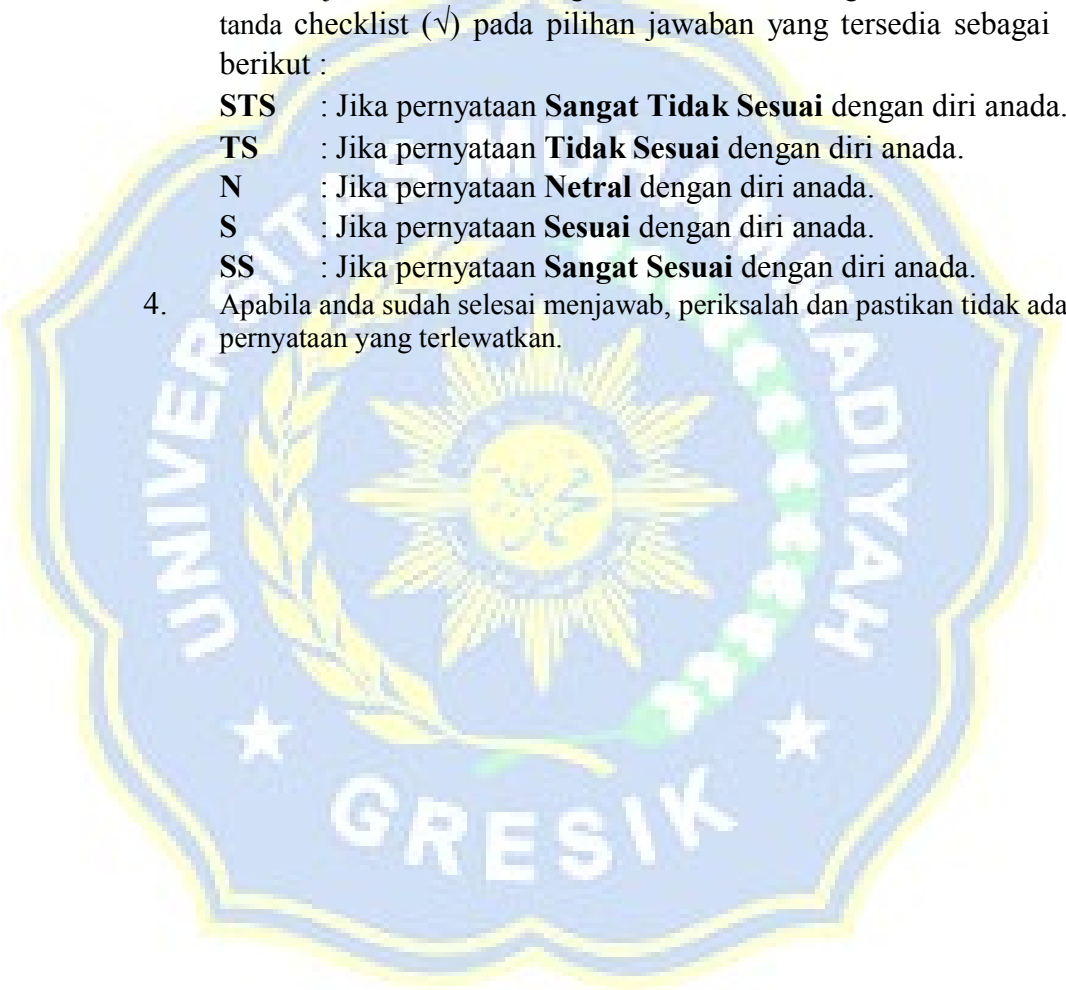 tanda checklist (√) pada pilihan jawaban yang tersedia sebagai
berikut :
STS : Jika pernyataan Sangat Tidak Sesuai dengan diri anada.
TS : Jika pernyataan Tidak Sesuai dengan diri anada.
N : Jika pernyataan Netral dengan diri anada.
S : Jika pernyataan Sesuai dengan diri anada.
SS : Jika pernyataan Sangat Sesuai dengan diri anada.
4. Apabila anda sudah selesai menjawab, periksalah dan pastikan tidak ada
pernyataan yang terlewatkan.
UNIVERSITAS MUHAMMADIYAH
GRESIK